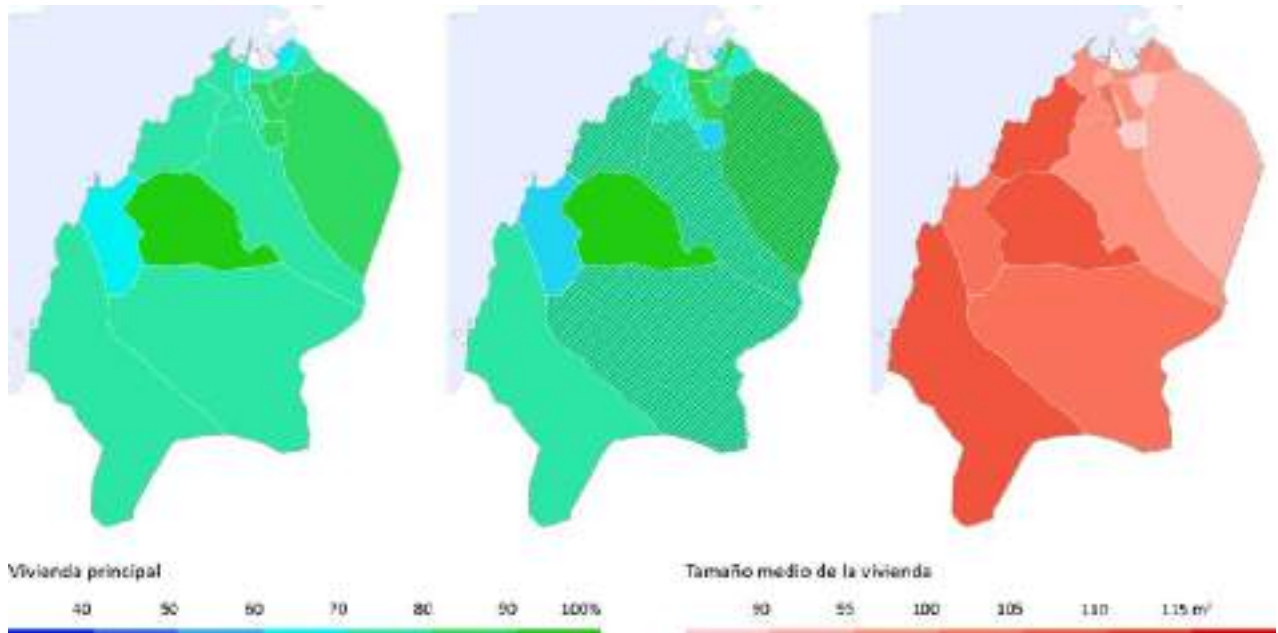 Vivienda principal
Tamaño medio de la vivienda
40 50 60 70 80 90 100%
90 95 100 105 110 115 m²